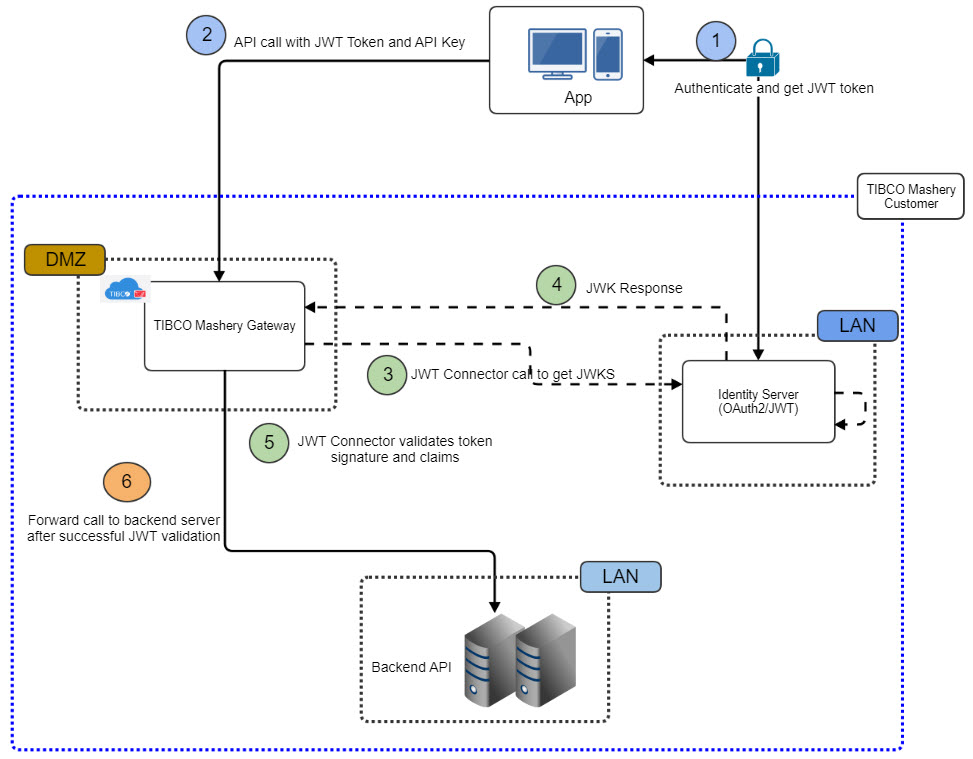 2
API call with JWT Token and API Key
App
1
Authenticate and get JWT token
TIBCO Mashery
Customer
DMZ
TIBCO
TIBCO Mashery Gateway
4
JWK Response
LAN
3
JWT Connector call to get JWKS
Identity Server
(OAuth2/JWT)
5
JWT Connector validates token
signature and claims
6
Forward call to backend server
after successful JWT validation
LAN
Backend API